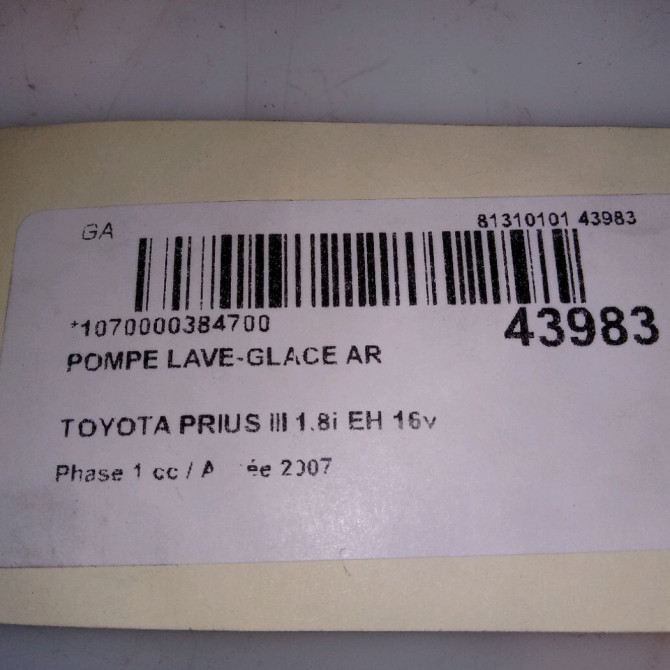 GA
81310101 43983
*1070000384700
43983
POMPE LAVE-GLACE AR
TOYOTA PRIUS III 1.8i EH 16v
Phase 1 cc / A ée 2007